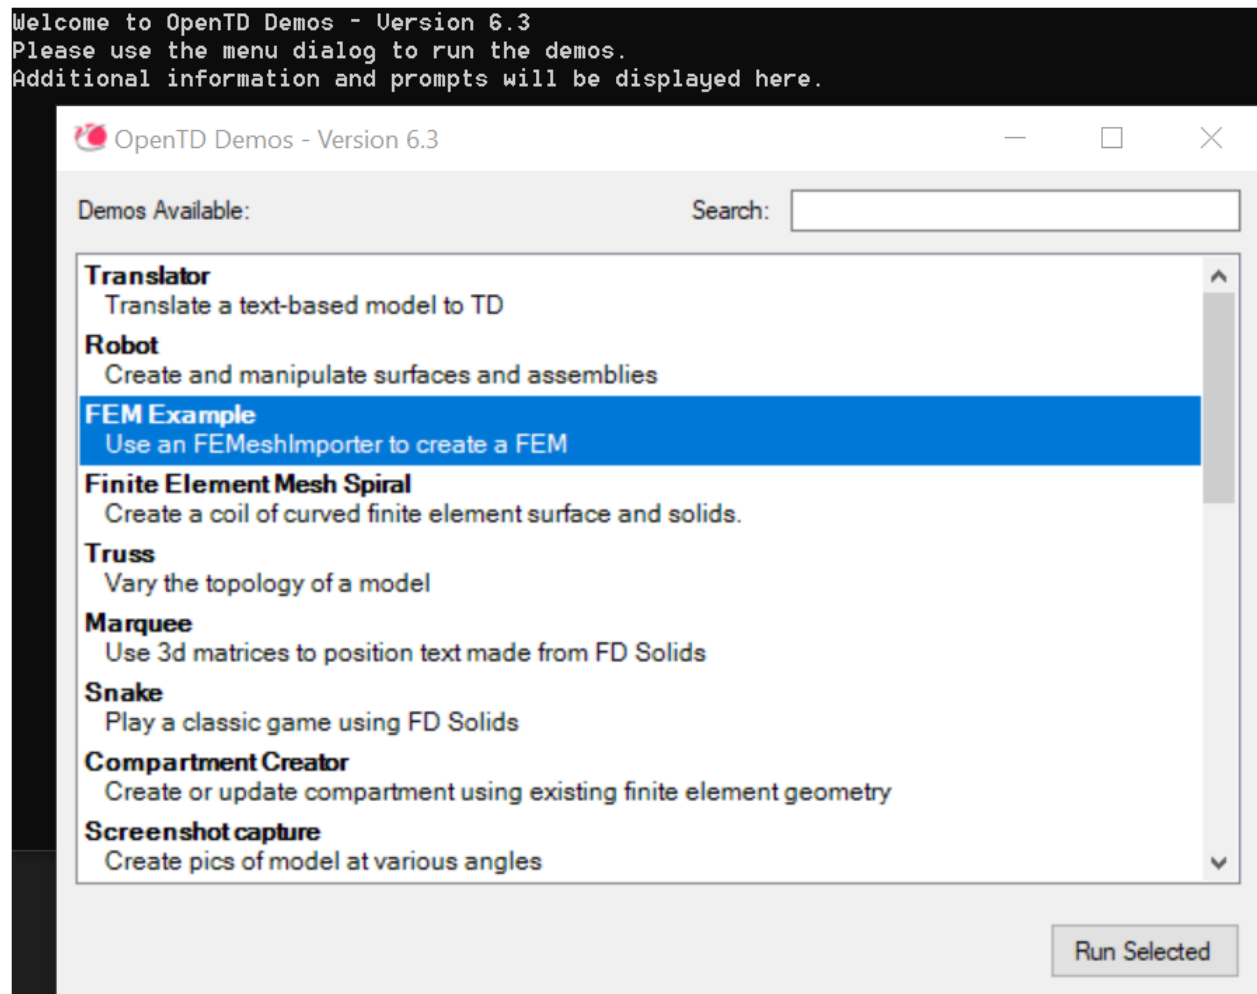 Welcome to OpenTD Demos - Version 6.3
Please use the menu dialog to run the demos.
Additional information and prompts will be displayed here.
OpenTD Demos - Version 6.3
Demos Available:
Search:
Translator
Translate a text-based model to TD
Robot
Create and manipulate surfaces and assemblies
FEM Example
Use an FEMeshImporter to create a FEM
Finite Element Mesh Spiral
Create a coil of curved finite element surface and solids.
Truss
Vary the topology of a model
Marquee
Use 3d matrices to position text made from FD Solids
Snake
Play a classic game using FD Solids
Compartment Creator
Create or update compartment using existing finite element geometry
Screenshot capture
Create pics of model at various angles
Run Selected